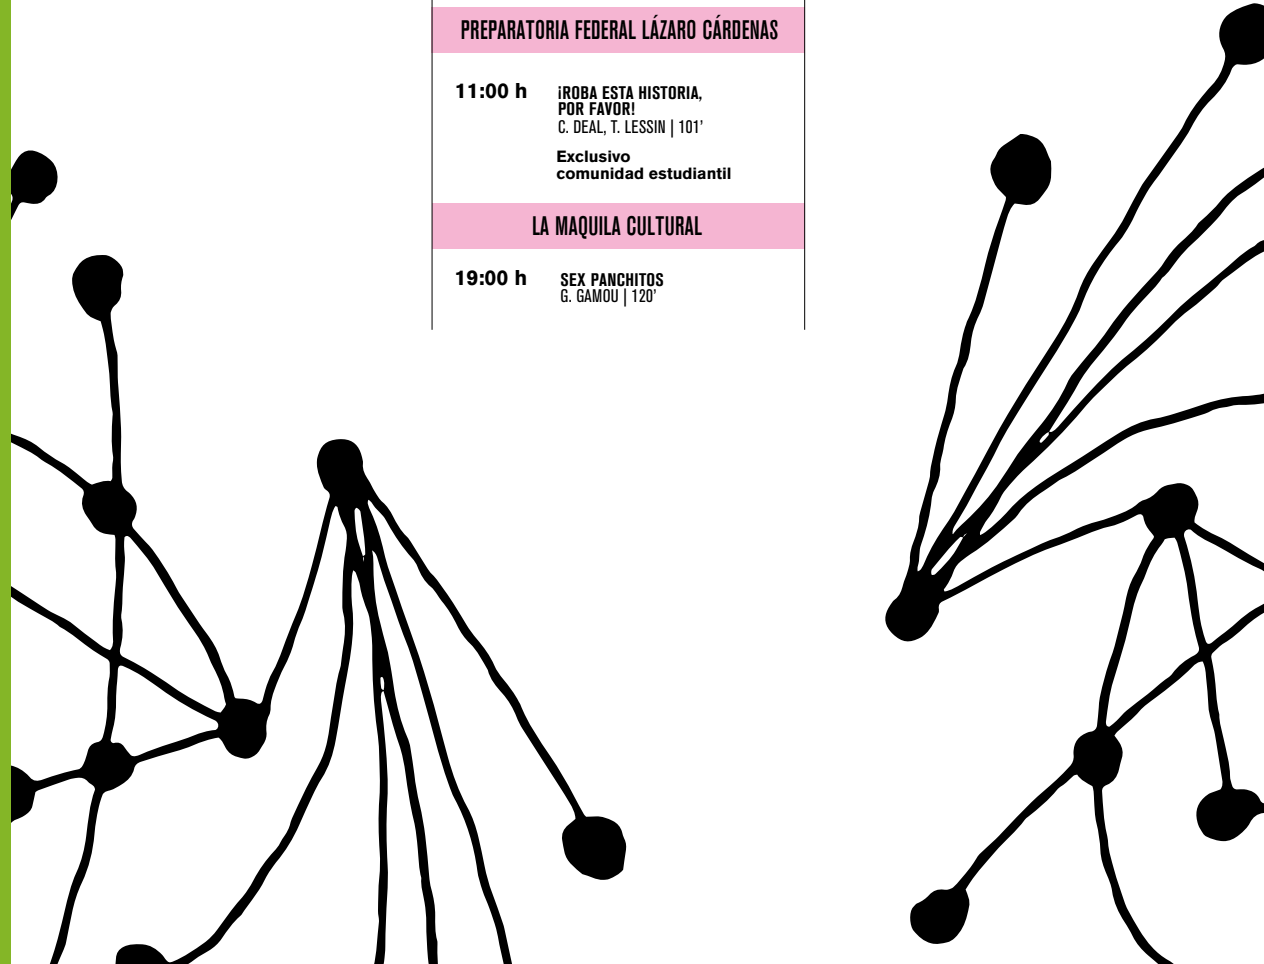 PREPARATORIA FEDERAL LÁZARO CÁRDENAS
11:00 h
¡ROBA ESTA HISTORIA,
POR FAVOR!
C. DEAL, T. LESSIN | 101’
Exclusivo
comunidad estudiantil
LA MAQUILA CULTURAL
19:00 h
SEX PANCHITOS
G. GAMOU | 120’